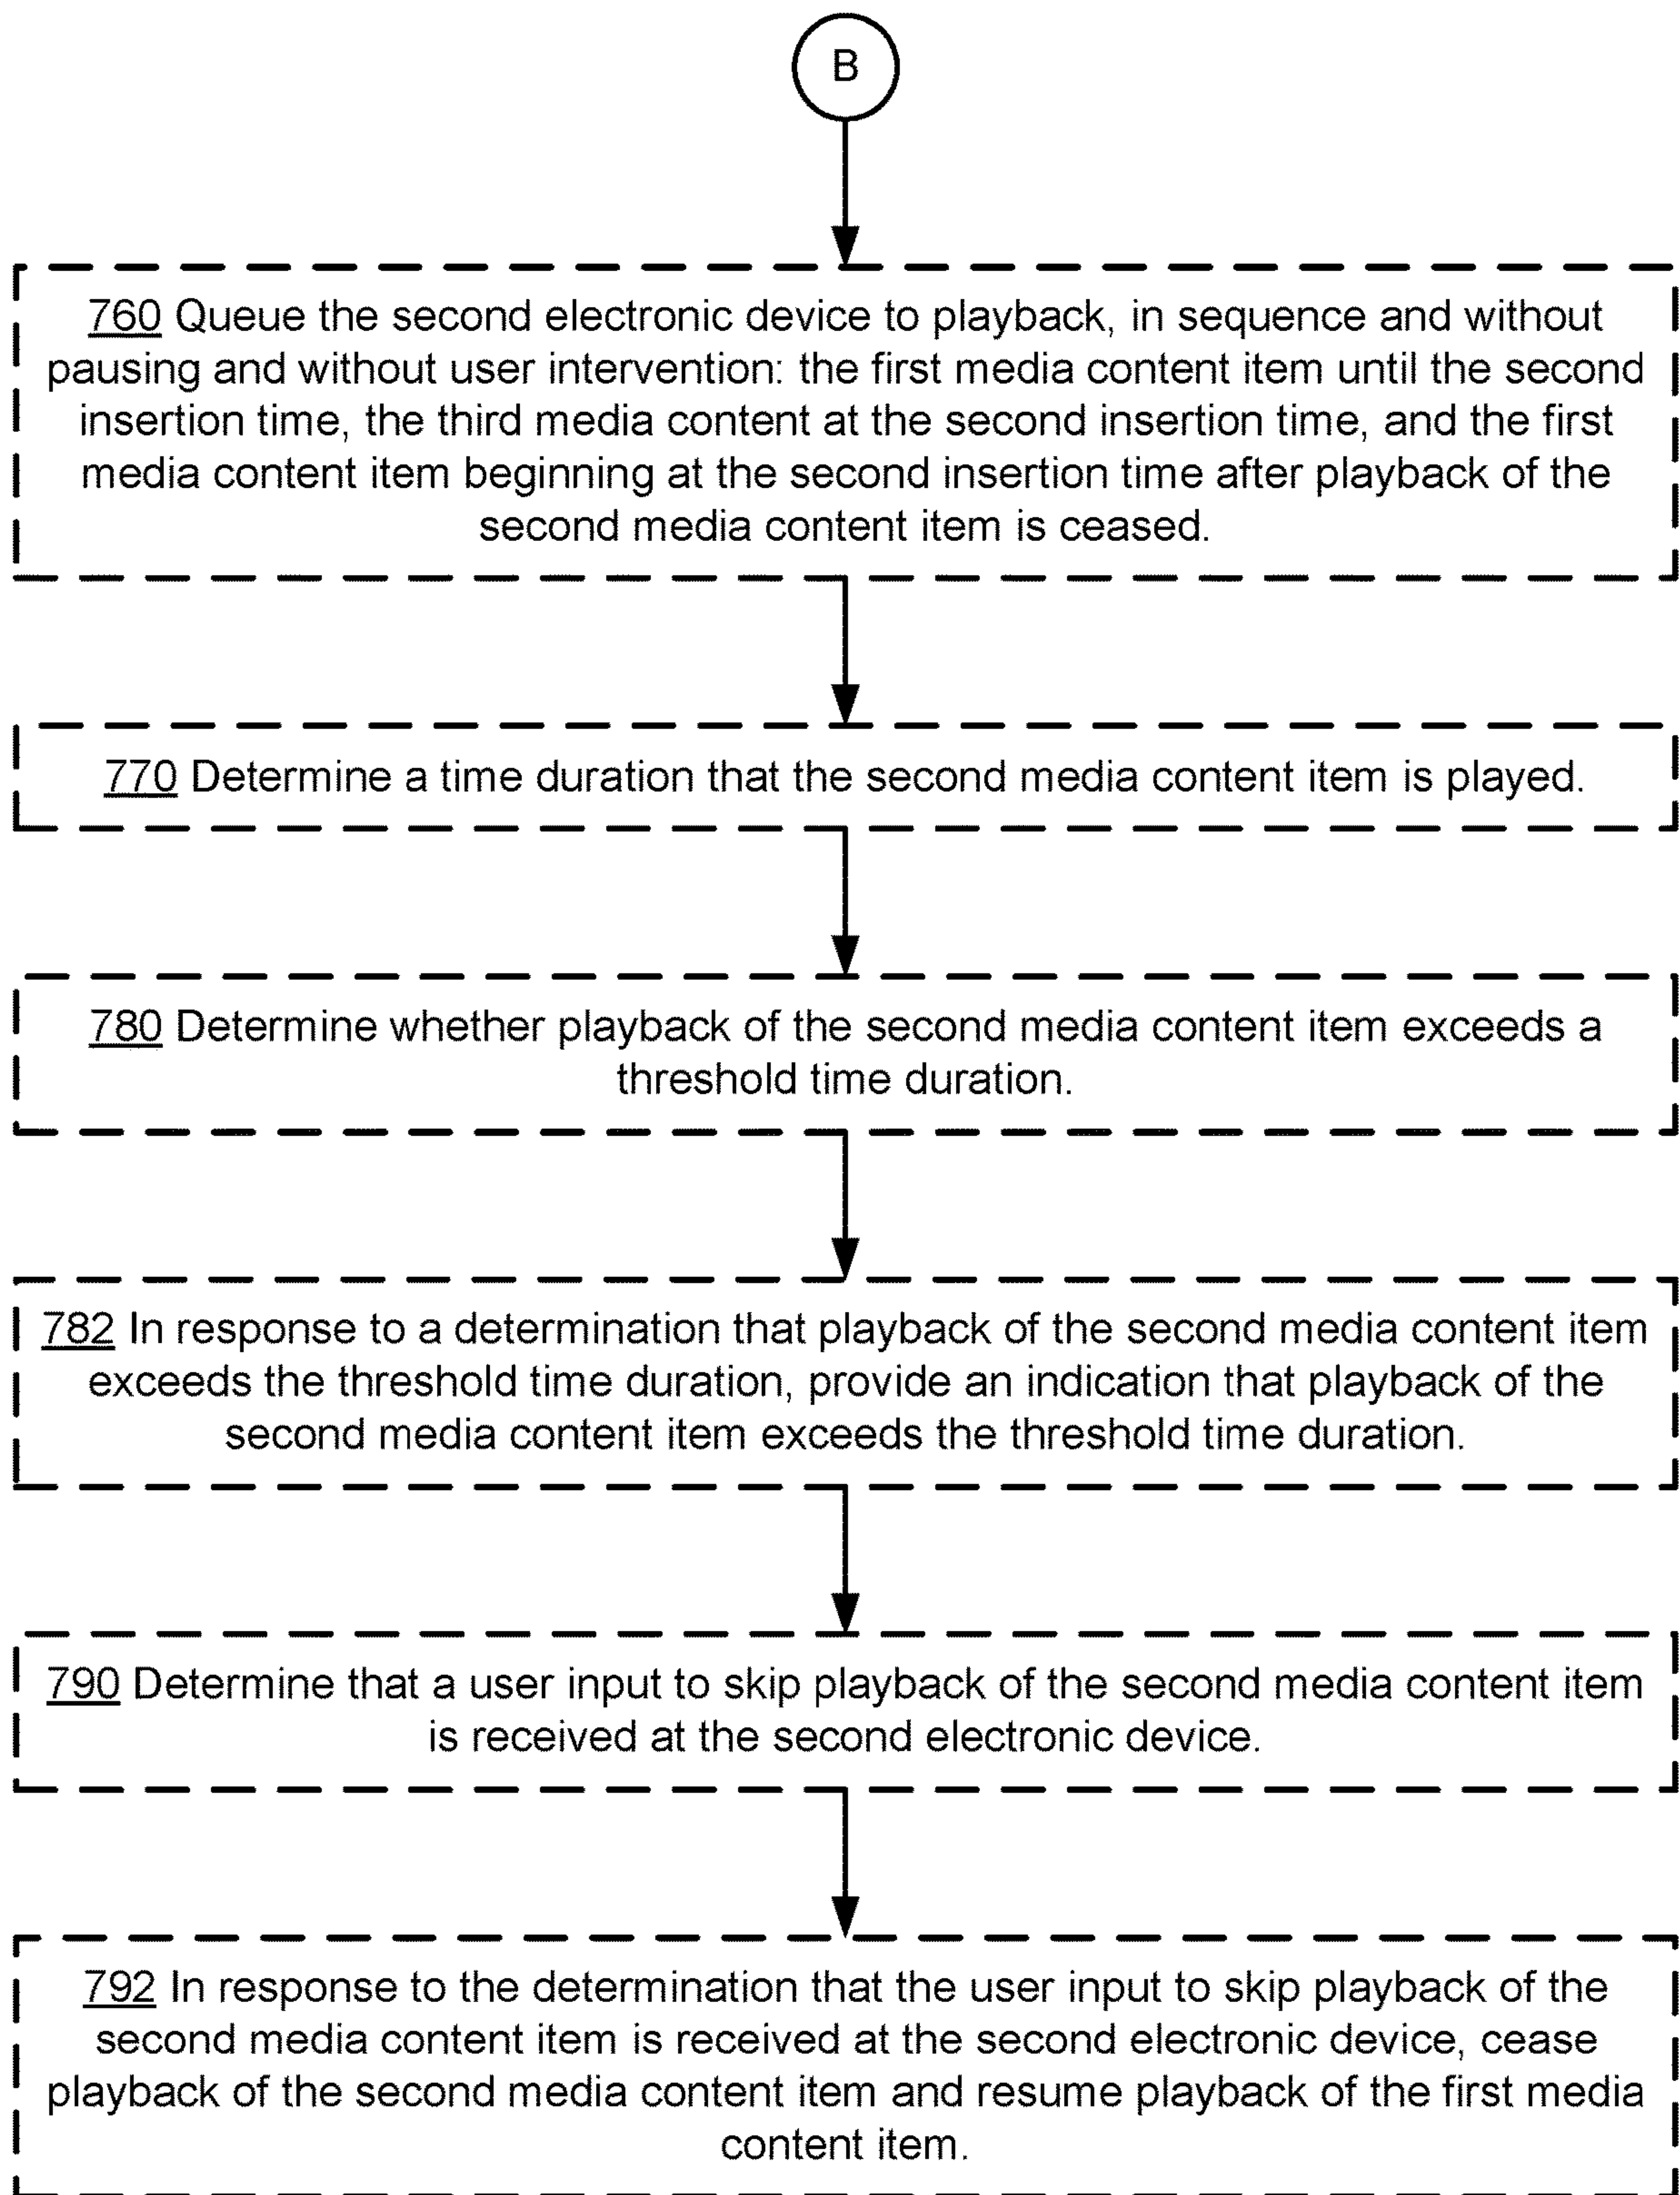 B
760 Queue the second electronic device to playback, in sequence and without
pausing and without user intervention: the first media content item until the second
insertion time, the third media content at the second insertion time, and the first
media content item beginning at the second insertion time after playback of the
second media content item is ceased.
770 Determine a time duration that the second media content item is played.
780 Determine whether playback of the second media content item exceeds a
threshold time duration.
782 In response to a determination that playback of the second media content item
exceeds the threshold time duration, provide an indication that playback of the
second media content item exceeds the threshold time duration.
790 Determine that a user input to skip playback of the second media content item
is received at the second electronic device.
792 In response to the determination that the user input to skip playback of the
second media content item is received at the second electronic device, cease
playback of the second media content item and resume playback of the first media
content item.